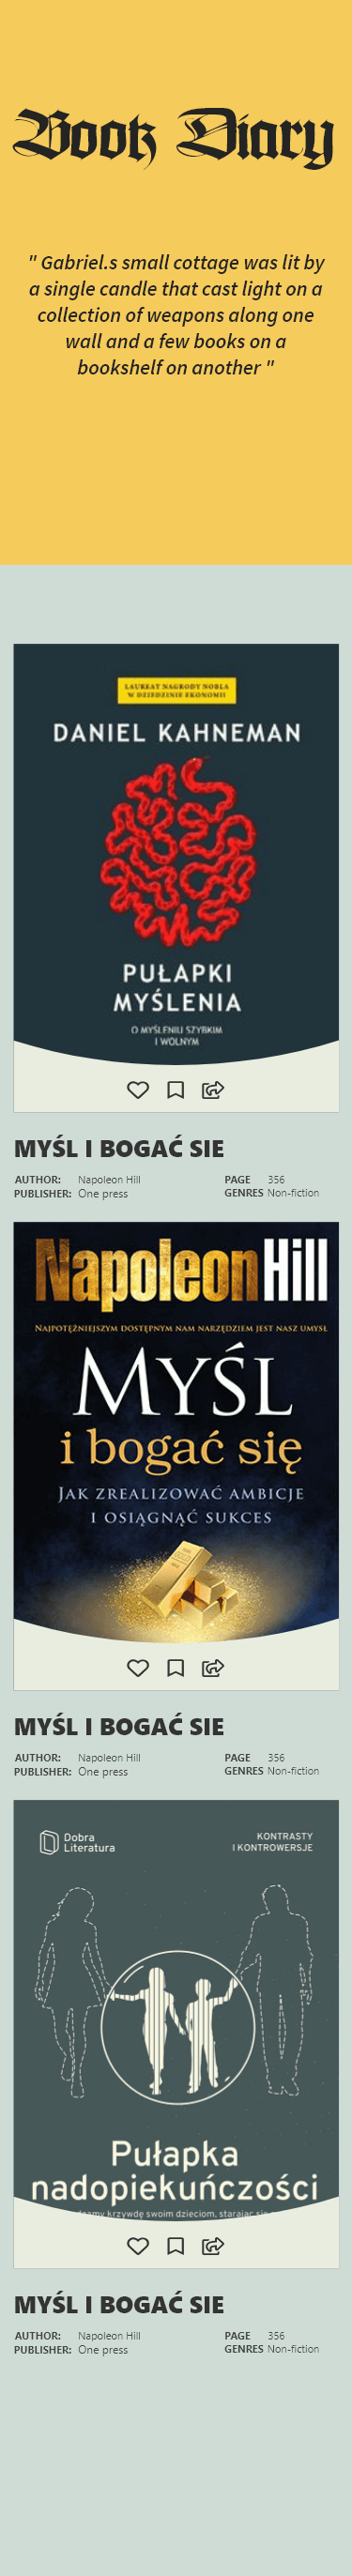 Book Diary
" Gabriel.s small cottage was lit by
a single candle that cast light on a
collection of weapons along one
wall and a few books on a
bookshelf on another "
LAUREAT NAGRODY NOBLA
W DZIEDZINIE EKONOMII
DANIEL KAHNEMAN
PUŁAPKI
MYŚLENIA
O MYŚLENIU SZYBKIM
I WOLNYM
MYŚL I BOGAĆ SIE
AUTHOR: Napoleon Hill PAGE 356
PUBLISHER: One press GENRES Non-fiction
Napoleon Hill
NAJPOTĘŻNIEJSZYM DOSTĘPNYM NAM NARZĘDZIEM JEST NASZ UMYSŁ
MYŚL
i bogać się
JAK ZREALIZOWAĆ AMBICJE
I OSIĄGNĄĆ SUKCES
MYŚL I BOGAĆ SIE
AUTHOR: Napoleon Hill PAGE 356
PUBLISHER: One press GENRES Non-fiction
Dobra KONTRASTY
Literatura I KONTROWERSJE
Pułapka
nadopiekuńczości
krzywdę swoim dzieciom, starając się
MYŚL I BOGAĆ SIE
AUTHOR: Napoleon Hill PAGE 356
PUBLISHER: One press GENRES Non-fiction